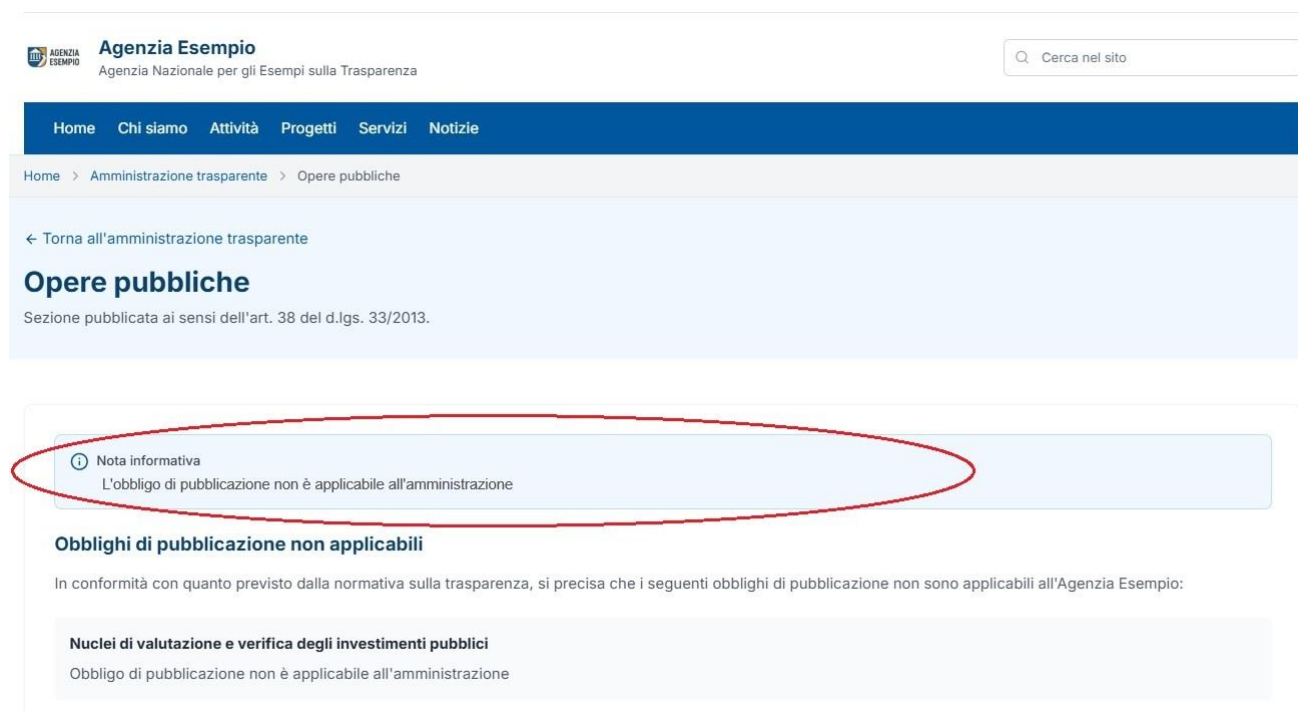 AGENZIA
ESEMPIO
Agenzia Esempio
Agenzia Nazionale per gli Esempi sulla Trasparenza
Cerca nel sito
Home Chi siamo Attività Progetti Servizi Notizie
Home > Amministrazione trasparente > Opere pubbliche
← Torna all'amministrazione trasparente
Opere pubbliche
Sezione pubblicata ai sensi dell'art. 38 del d.lgs. 33/2013.
Nota informativa
L'obbligo di pubblicazione non è applicabile all'amministrazione
Obblighi di pubblicazione non applicabili
In conformità con quanto previsto dalla normativa sulla trasparenza, si precisa che i seguenti obblighi di pubblicazione non sono applicabili all'Agenzia Esempio:
Nuclei di valutazione e verifica degli investimenti pubblici
Obbligo di pubblicazione non è applicabile all'amministrazione